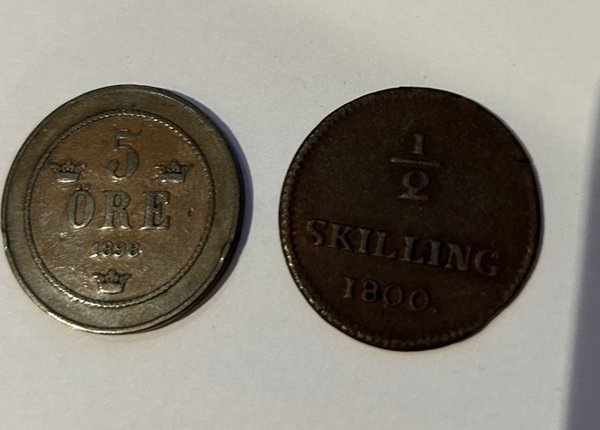 5
ÖRE
1898
1/2
SKILLING
1800.